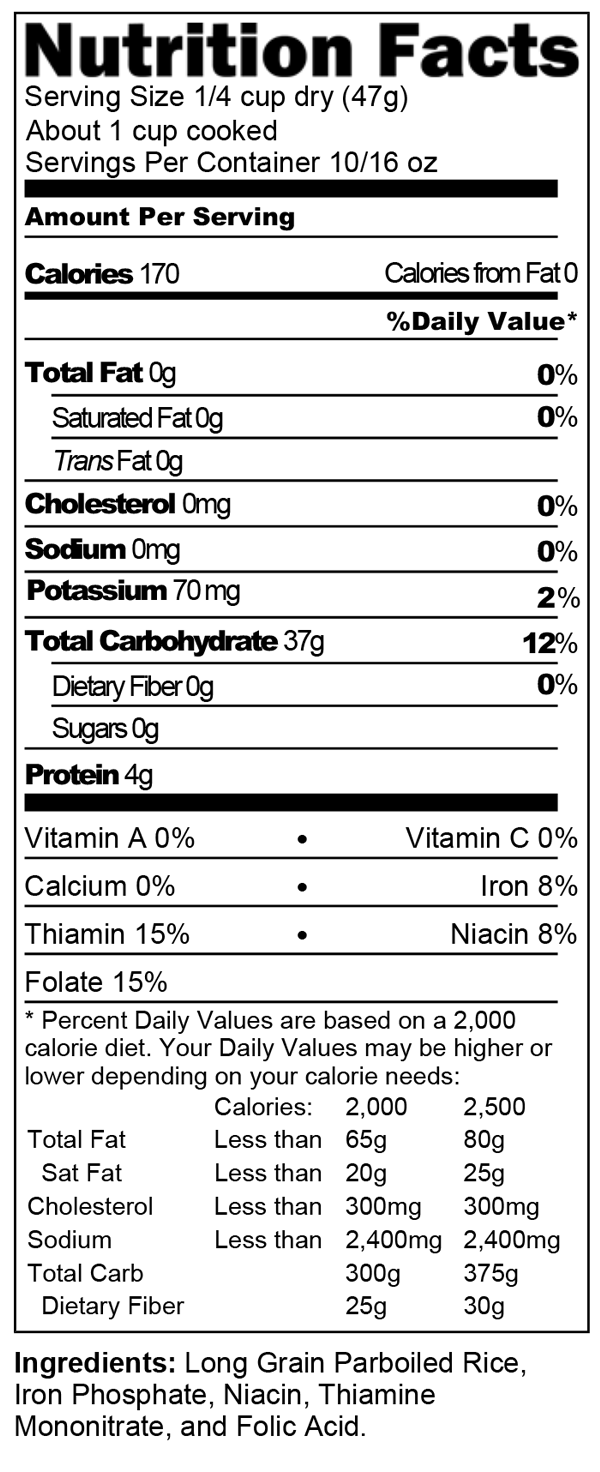 Nutrition Facts
Serving Size 1/4 cup dry (47g)
About 1 cup cooked
Servings Per Container 10/16 oz
Amount Per Serving
Calories 170 Calories from Fat 0
%Daily Value*
Total Fat 0g 0%
Saturated Fat 0g 0%
Trans Fat 0g
Cholesterol 0mg 0%
Sodium 0mg 0%
Potassium 70 mg 2%
Total Carbohydrate 37g 12%
Dietary Fiber 0g 0%
Sugars 0g
Protein 4g
Vitamin A 0% • Vitamin C 0%
Calcium 0% • Iron 8%
Thiamin 15% • Niacin 8%
Folate 15%
* Percent Daily Values are based on a 2,000
calorie diet. Your Daily Values may be higher or
lower depending on your calorie needs:
Calories: 2,000 2,500
Total Fat Less than 65g 80g
Sat Fat Less than 20g 25g
Cholesterol Less than 300mg 300mg
Sodium Less than 2,400mg 2,400mg
Total Carb 300g 375g
Dietary Fiber 25g 30g
Ingredients: Long Grain Parboiled Rice,
Iron Phosphate, Niacin, Thiamine
Mononitrate, and Folic Acid.